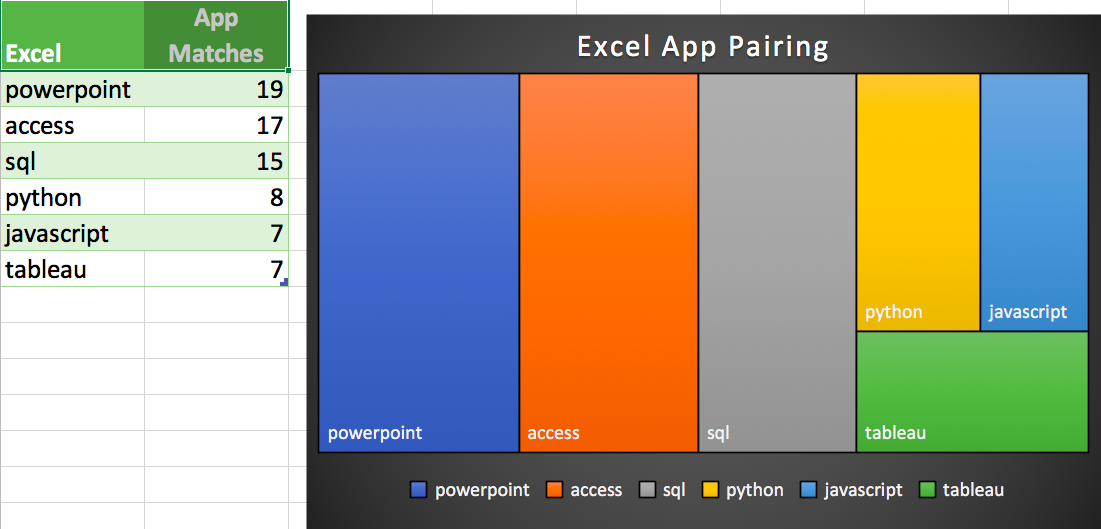 App
Excel Matches
powerpoint 19
access 17
sql 15
python 8
javascript 7
tableau 7
Excel App Pairing
python javascript
powerpoint access sql tableau
powerpoint access sql python javascript tableau